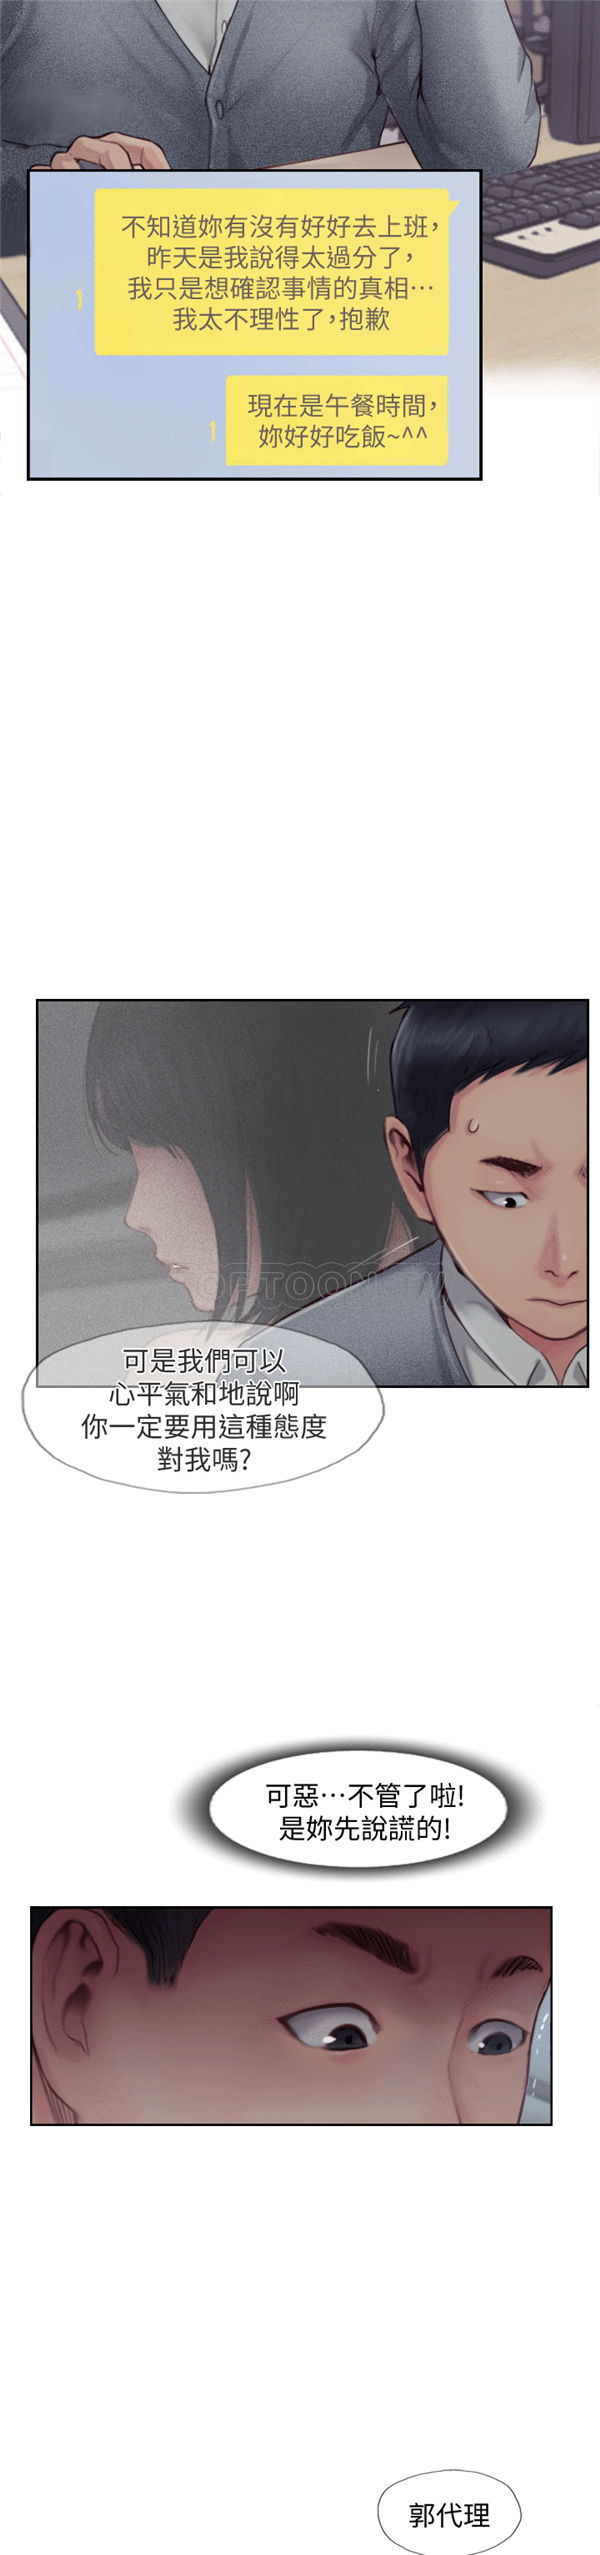 不知道妳有沒有好好去上班，
昨天是我說得太過分了，
我只是想確認事情的真相…
我太不理性了，抱歉
現在是午餐時間，
妳好好吃飯~^^
TOPTOON.TV
可是我們可以
心平氣和地說啊
你一定要用這種態度
對我嗎?
可惡…不管了啦!
是妳先說謊的!
郭代理